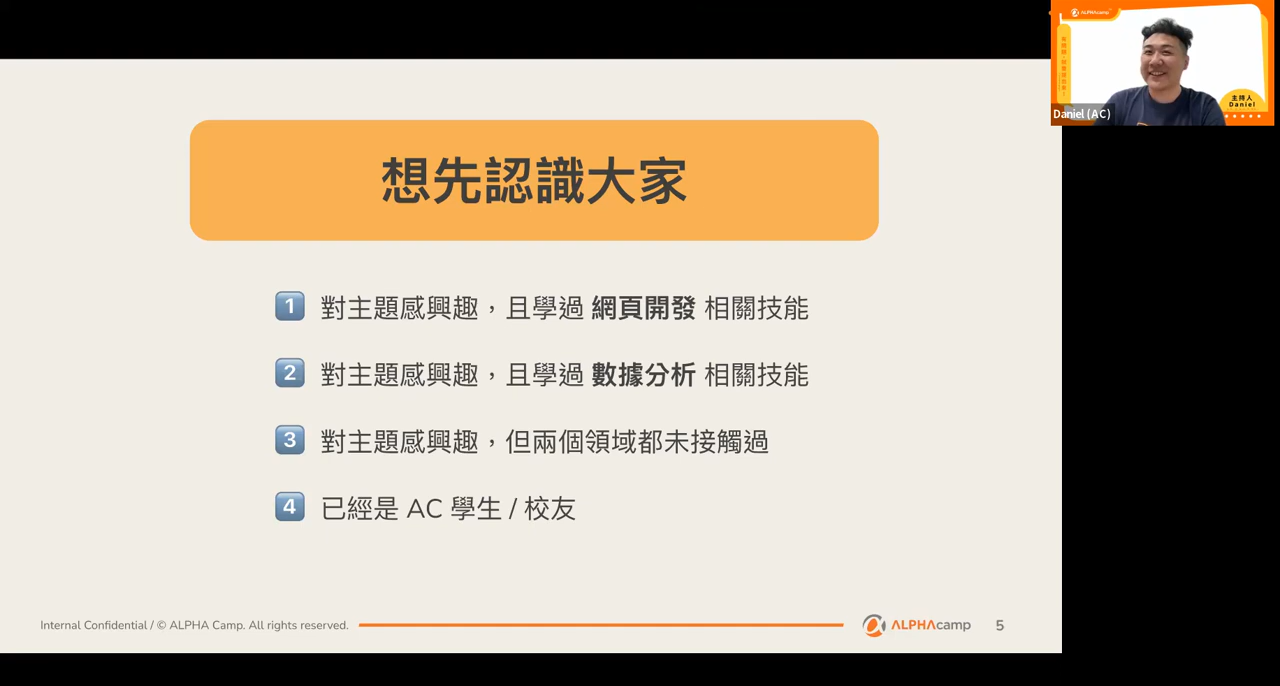 想先認識大家
1 對主題感興趣，且學過 網頁開發 相關技能
2 對主題感興趣，且學過 數據分析 相關技能
3 對主題感興趣，但兩個領域都未接觸過
4 已經是 AC 學生 / 校友
Internal Confidential / © ALPHA Camp. All rights reserved.
ALPHAcamp
5
ALPHAcamp
主持人
Daniel
Daniel (AC)